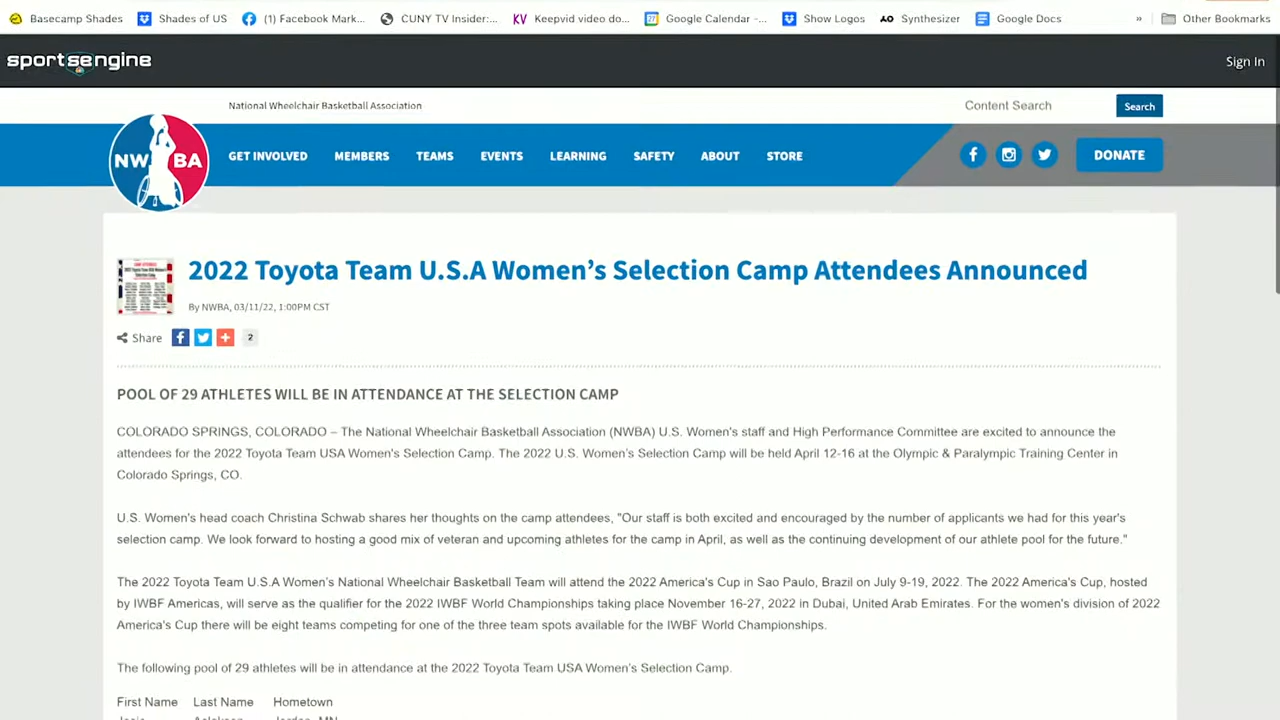 Basecamp Shades Shades of US (1) Facebook Mark... CUNY TV Insider:... KV Keepvid video do... Google Calendar -... Show Logos Synthesizer Google Docs » Other Bookmarks
sportsengine Sign In
National Wheelchair Basketball Association Content Search Search
NWBA GET INVOLVED MEMBERS TEAMS EVENTS LEARNING SAFETY ABOUT STORE DONATE
2022 Toyota Team U.S.A Women’s Selection Camp Attendees Announced
By NWBA, 03/11/22, 1:00PM CST
Share 2
POOL OF 29 ATHLETES WILL BE IN ATTENDANCE AT THE SELECTION CAMP
COLORADO SPRINGS, COLORADO – The National Wheelchair Basketball Association (NWBA) U.S. Women's staff and High Performance Committee are excited to announce the
attendees for the 2022 Toyota Team USA Women's Selection Camp. The 2022 U.S. Women’s Selection Camp will be held April 12-16 at the Olympic & Paralympic Training Center in
Colorado Springs, CO.
U.S. Women's head coach Christina Schwab shares her thoughts on the camp attendees, "Our staff is both excited and encouraged by the number of applicants we had for this year's
selection camp. We look forward to hosting a good mix of veteran and upcoming athletes for the camp in April, as well as the continuing development of our athlete pool for the future."
The 2022 Toyota Team U.S.A Women’s National Wheelchair Basketball Team will attend the 2022 America's Cup in Sao Paulo, Brazil on July 9-19, 2022. The 2022 America's Cup, hosted
by IWBF Americas, will serve as the qualifier for the 2022 IWBF World Championships taking place November 16-27, 2022 in Dubai, United Arab Emirates. For the women's division of 2022
America's Cup there will be eight teams competing for one of the three team spots available for the IWBF World Championships.
The following pool of 29 athletes will be in attendance at the 2022 Toyota Team USA Women’s Selection Camp.
First Name Last Name Hometown